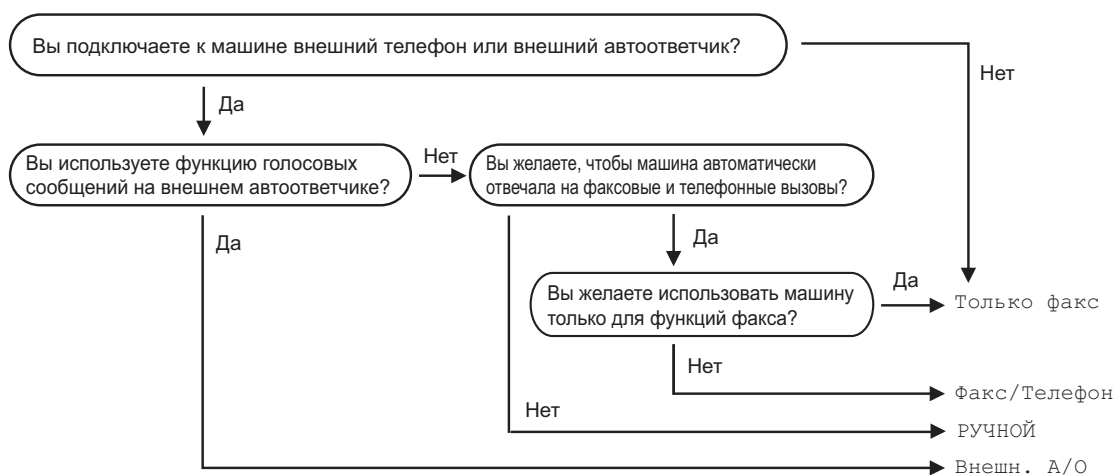 Вы подключаете к машине внешний телефон или внешний автоответчик?
Нет
Да
Вы используете функцию голосовых
сообщений на внешнем автоответчике?
Нет
Вы желаете, чтобы машина автоматически
отвечала на факсовые и телефонные вызовы?
Да
Да
Вы желаете использовать машину
только для функций факса?
Да
Только факс
Нет
Факс/Телефон
Нет
РУЧНОЙ
Внешн. А/О